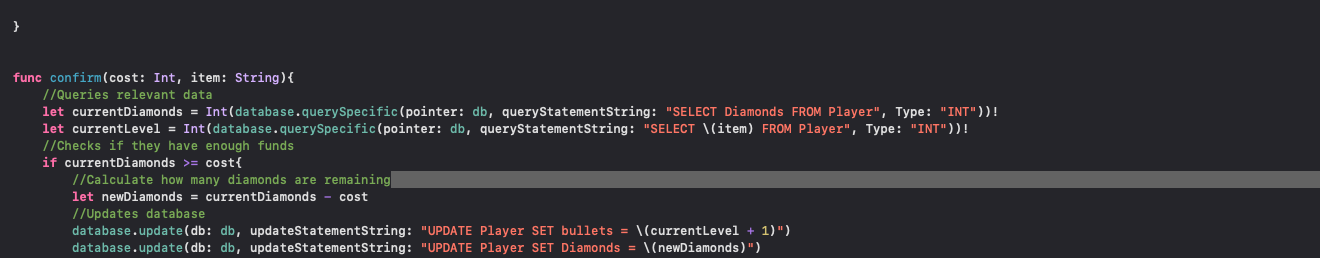 }
func confirm(cost: Int, item: String){
//Queries relevant data
let currentDiamonds = Int(database.querySpecific(pointer: db, queryStatementString: "SELECT Diamonds FROM Player", Type: "INT"))!
let currentLevel = Int(database.querySpecific(pointer: db, queryStatementString: "SELECT \(item) FROM Player", Type: "INT"))!
//Checks if they have enough funds
if currentDiamonds >= cost{
//Calculate how many diamonds are remaining
let newDiamonds = currentDiamonds - cost
//Updates database
database.update(db: db, updateStatementString: "UPDATE Player SET bullets = \(currentLevel + 1)")
database.update(db: db, updateStatementString: "UPDATE Player SET Diamonds = \(newDiamonds)")